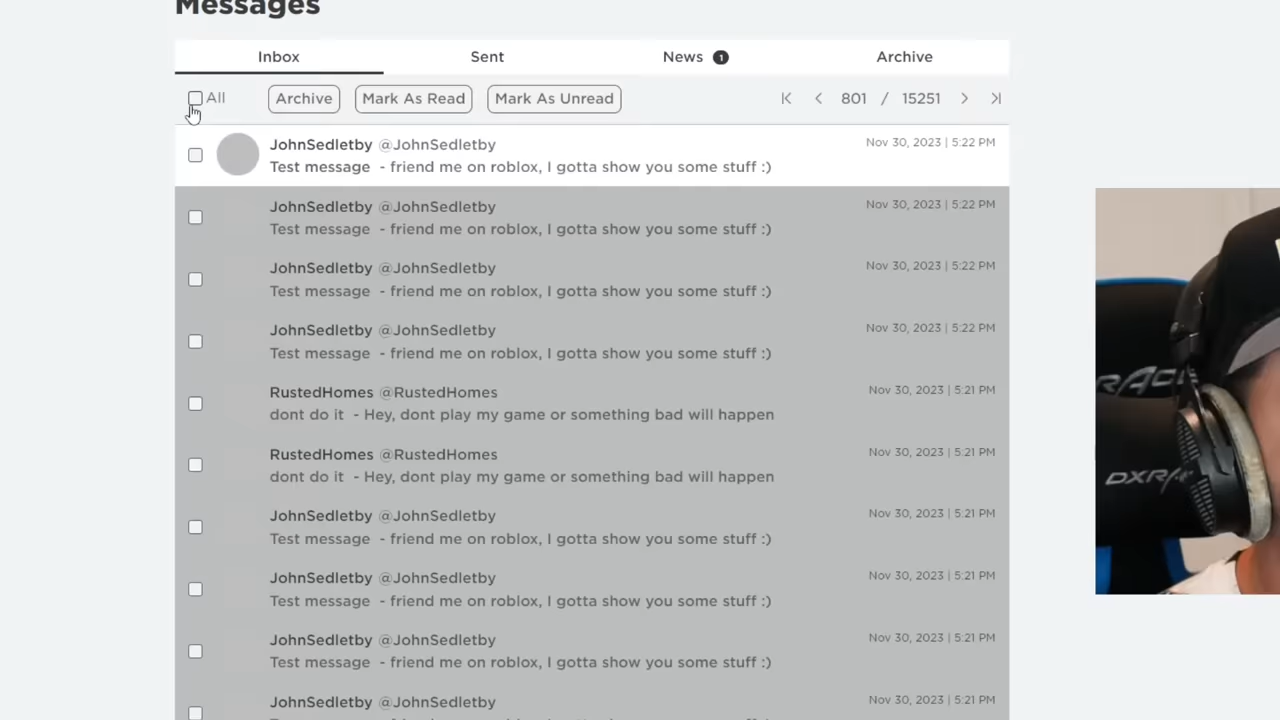 Messages
Inbox Sent News 1 Archive
All Archive Mark As Read Mark As Unread 801 / 15251
JohnSedletby @JohnSedletby Nov 30, 2023 | 5:22 PM
Test message - friend me on roblox, I gotta show you some stuff :)
JohnSedletby @JohnSedletby Nov 30, 2023 | 5:22 PM
Test message - friend me on roblox, I gotta show you some stuff :)
JohnSedletby @JohnSedletby Nov 30, 2023 | 5:22 PM
Test message - friend me on roblox, I gotta show you some stuff :)
JohnSedletby @JohnSedletby Nov 30, 2023 | 5:22 PM
Test message - friend me on roblox, I gotta show you some stuff :)
RustedHomes @RustedHomes Nov 30, 2023 | 5:21 PM
dont do it - Hey, dont play my game or something bad will happen
RustedHomes @RustedHomes Nov 30, 2023 | 5:21 PM
dont do it - Hey, dont play my game or something bad will happen
JohnSedletby @JohnSedletby Nov 30, 2023 | 5:21 PM
Test message - friend me on roblox, I gotta show you some stuff :)
JohnSedletby @JohnSedletby Nov 30, 2023 | 5:21 PM
Test message - friend me on roblox, I gotta show you some stuff :)
JohnSedletby @JohnSedletby Nov 30, 2023 | 5:21 PM
Test message - friend me on roblox, I gotta show you some stuff :)
JohnSedletby @JohnSedletby Nov 30, 2023 | 5:21 PM